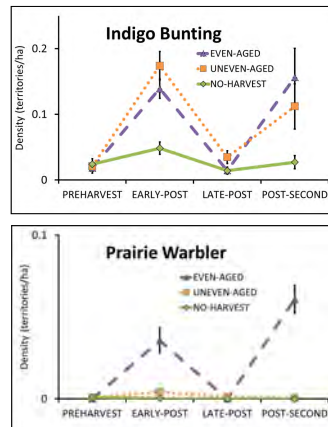 Indigo Bunting
EVEN-AGED
UNEVEN-AGED
NO-HARVEST
Density (territories/ha)
0.2
0.1
0
PREHARVEST EARLY-POST LATE-POST POST-SECOND
Prairie Warbler
EVEN-AGED
UNEVEN-AGED
NO-HARVEST
Density (territories/ha)
0.1
0
PREHARVEST EARLY-POST LATE-POST POST-SECOND